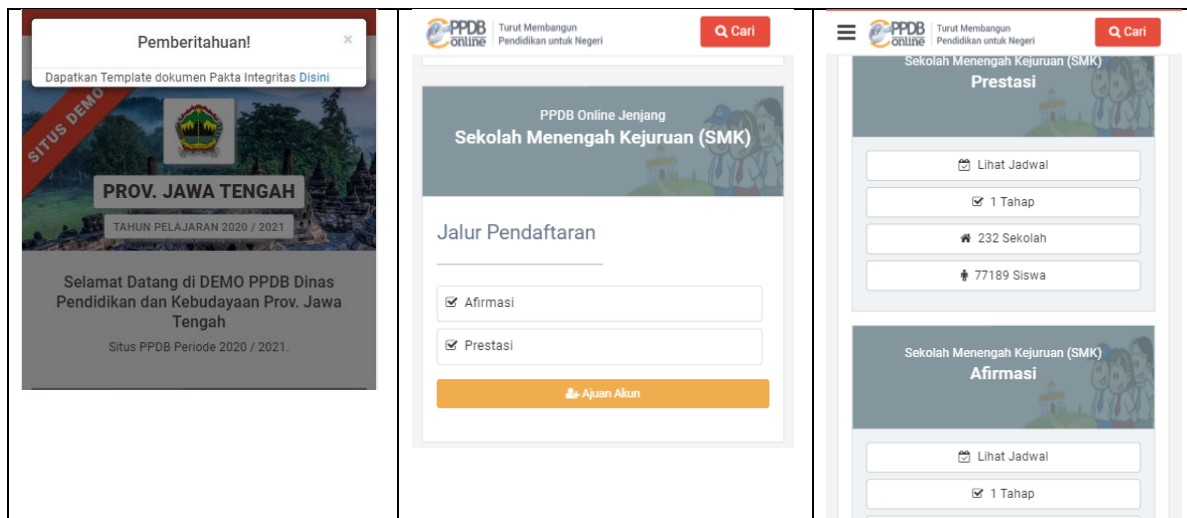 Pemberitahuan!
×
Dapatkan Template dokumen Pakta Integritas Disini
SITUS DEMO
PROV. JAWA TENGAH
TAHUN PELAJARAN 2020 / 2021
Selamat Datang di DEMO PPDB Dinas
Pendidikan dan Kebudayaan Prov. Jawa
Tengah
Situs PPDB Periode 2020 / 2021.
PPDB
online
Turut Membangun
Pendidikan untuk Negeri
Cari
PPDB Online Jenjang
Sekolah Menengah Kejuruan (SMK)
Jalur Pendaftaran
Afirmasi
Prestasi
Ajuan Akun
PPDB
online
Turut Membangun
Pendidikan untuk Negeri
Cari
Sekolah Menengah Kejuruan (SMK)
Prestasi
Lihat Jadwal
1 Tahap
232 Sekolah
77189 Siswa
Sekolah Menengah Kejuruan (SMK)
Afirmasi
Lihat Jadwal
1 Tahap